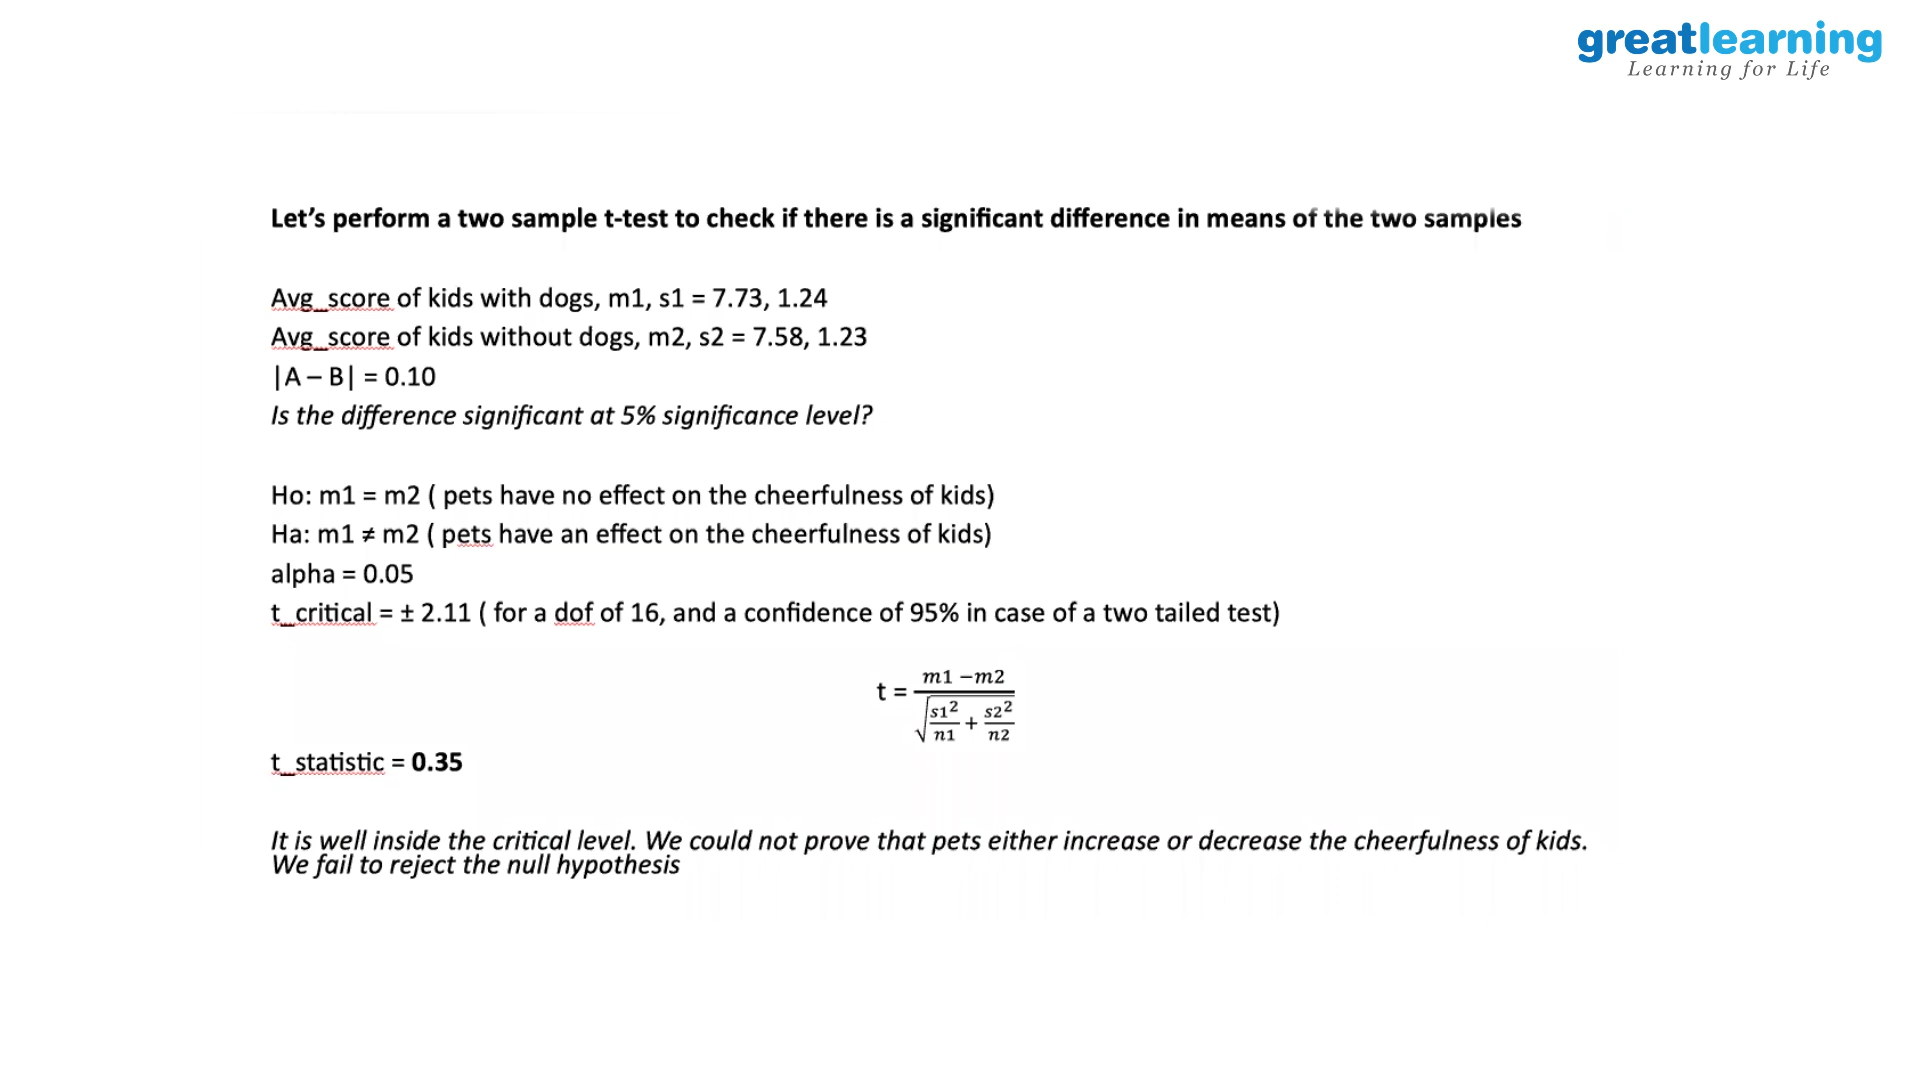 greatlearning
Learning for Life
Let’s perform a two sample t-test to check if there is a significant difference in means of the two samples
Avg_score of kids with dogs, m1, s1 = 7.73, 1.24
Avg_score of kids without dogs, m2, s2 = 7.58, 1.23
|A – B| = 0.10
Is the difference significant at 5% significance level?
Ho: m1 = m2 ( pets have no effect on the cheerfulness of kids)
Ha: m1 ≠ m2 ( pets have an effect on the cheerfulness of kids)
alpha = 0.05
t_critical = ± 2.11 ( for a dof of 16, and a confidence of 95% in case of a two tailed test)
m1 −m2
t =
√ s1² + s2²
n1 n2
t_statistic = 0.35
It is well inside the critical level. We could not prove that pets either increase or decrease the cheerfulness of kids.
We fail to reject the null hypothesis